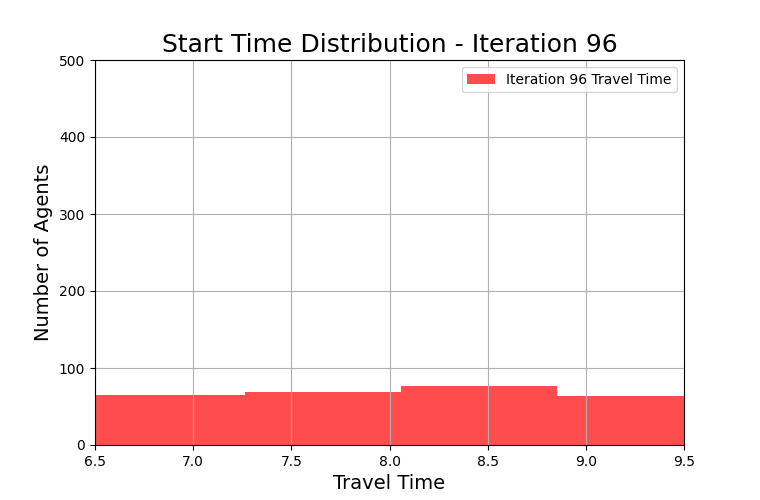 Start Time Distribution - Iteration 96
Iteration 96 Travel Time
Number of Agents
500
400
300
200
100
0
6.5 7.0 7.5 8.0 8.5 9.0 9.5
Travel Time